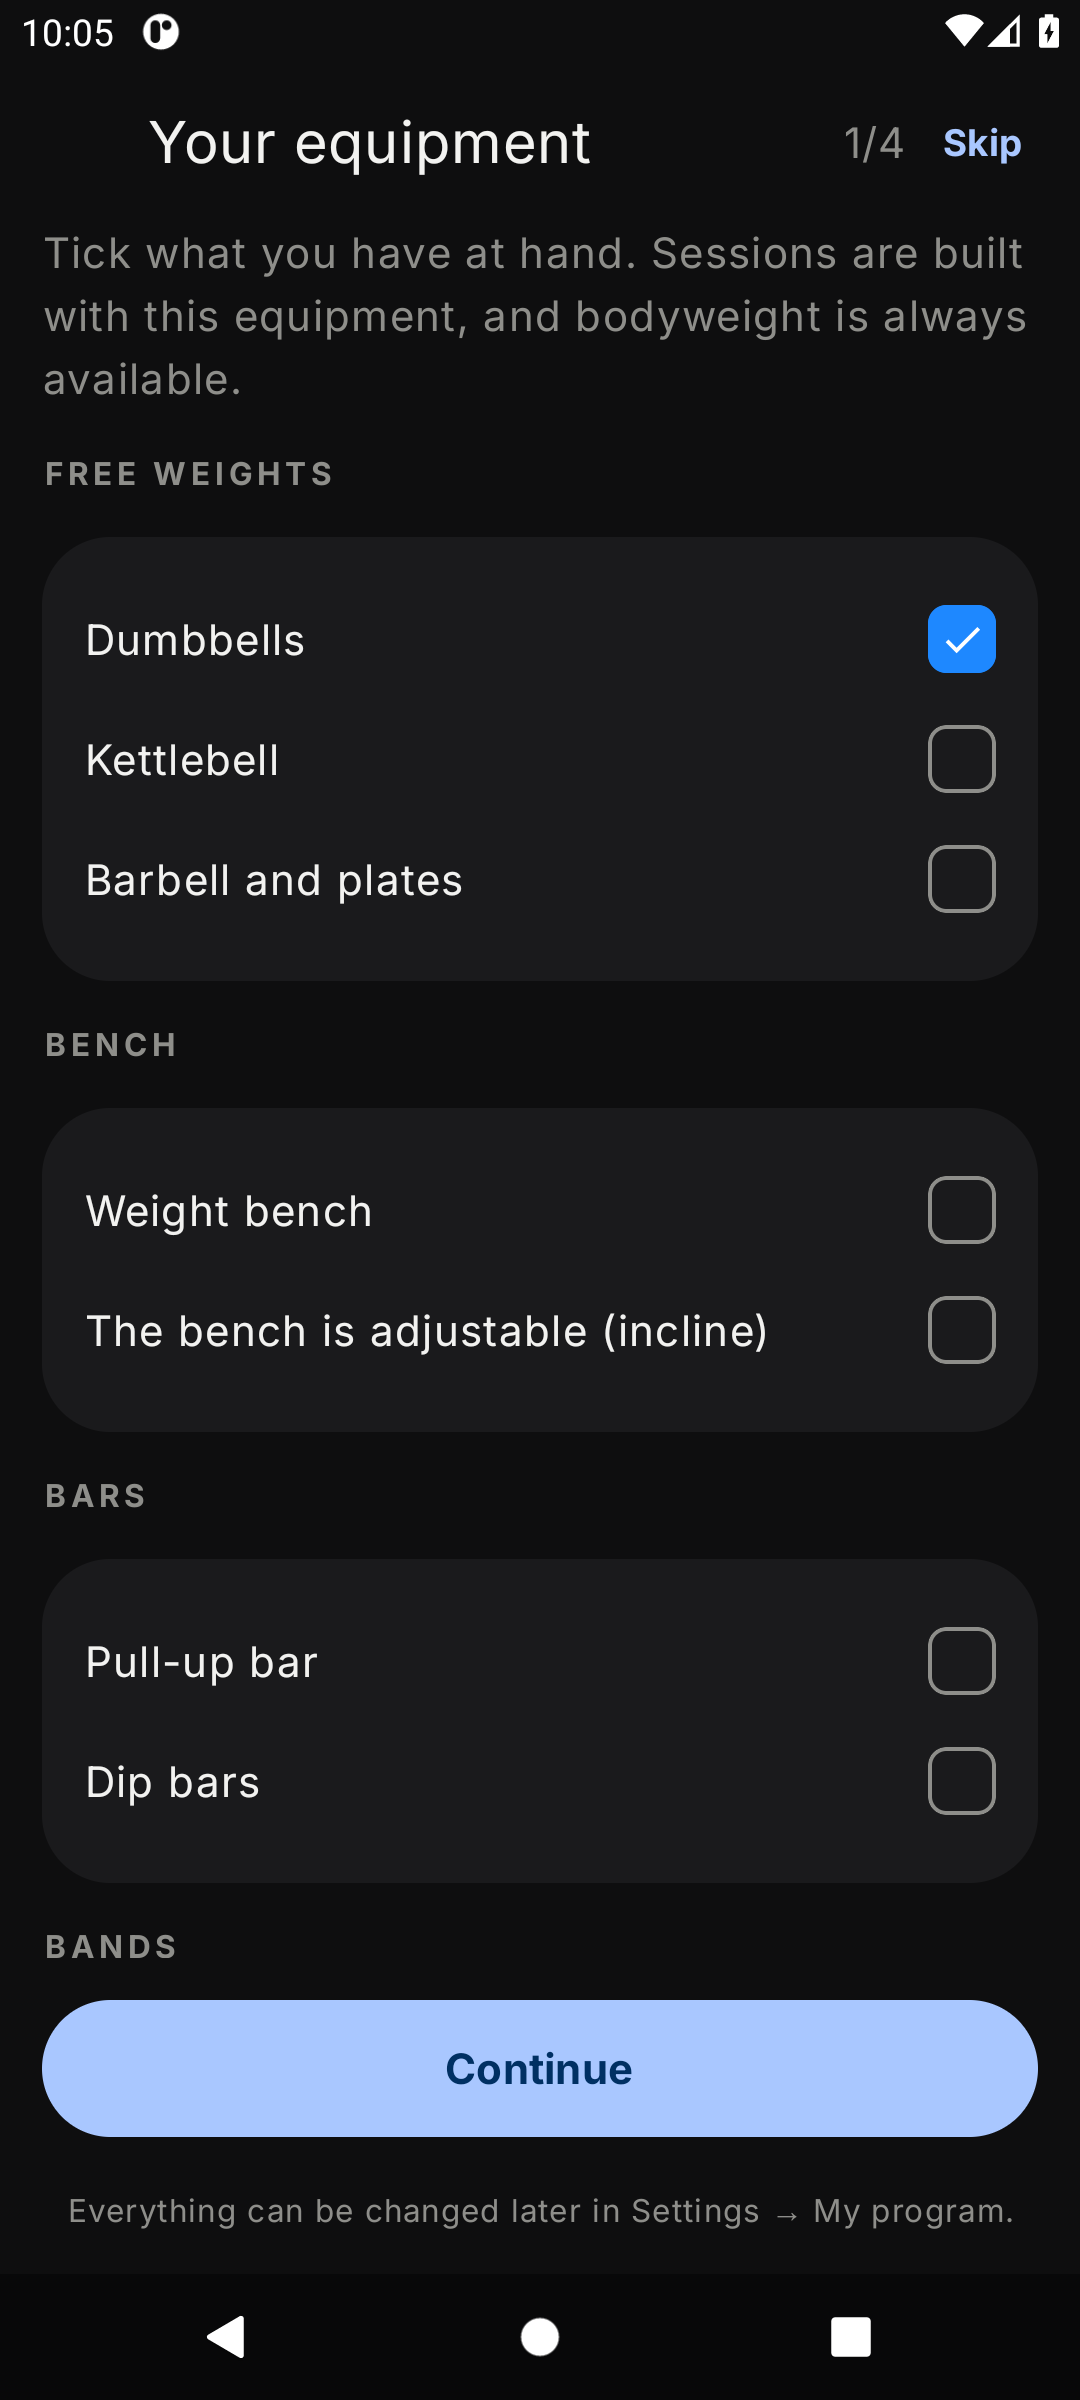 10:05
Your equipment
1/4
Skip
Tick what you have at hand. Sessions are built
with this equipment, and bodyweight is always
available.
FREE WEIGHTS
Dumbbells
Kettlebell
Barbell and plates
BENCH
Weight bench
The bench is adjustable (incline)
BARS
Pull-up bar
Dip bars
BANDS
Continue
Everything can be changed later in Settings → My program.